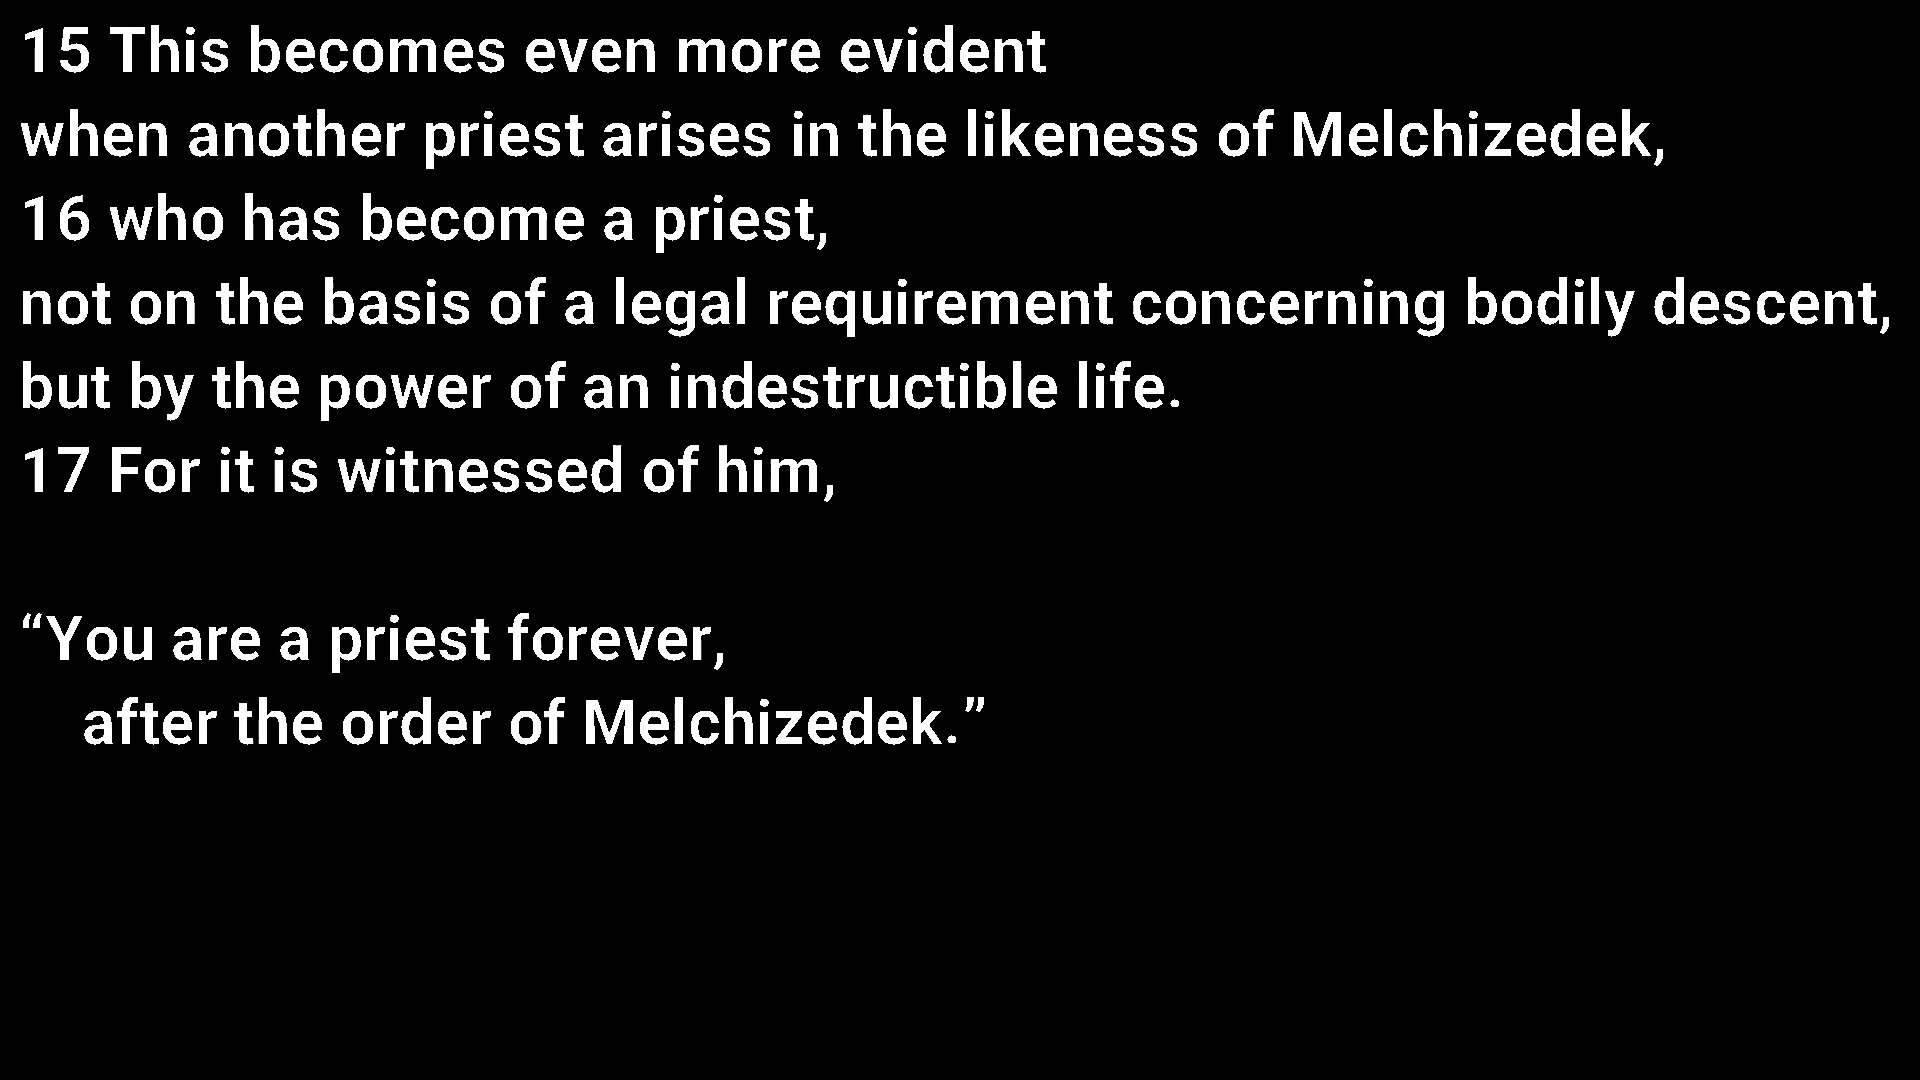 15 This becomes even more evident
when another priest arises in the likeness of Melchizedek,
16 who has become a priest,
not on the basis of a legal requirement concerning bodily descent,
but by the power of an indestructible life.
17 For it is witnessed of him,

“You are a priest forever,
    after the order of Melchizedek.”